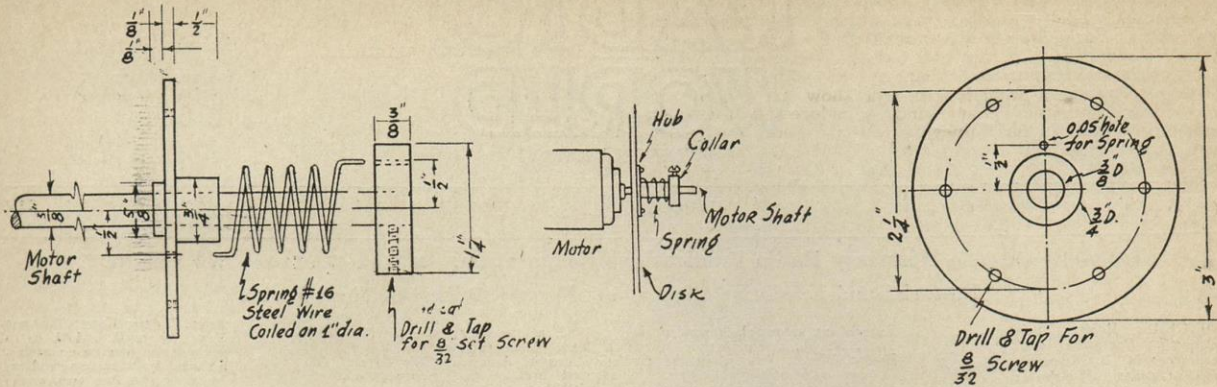 1/8"
1/2"
1/8"
3/8"
5/8"
5/8"
3/4"
1/2"
Motor
Shaft
Spring #16
Steel Wire
Coiled on 1" dia.
1/2"
1 1/4"
Drill & Tap
for 8/32 Set Screw
Motor
Hub
Collar
Motor Shaft
Spring
Disk
2 1/4"
1/2"
0.05" hole
for Spring
3/8" D
3/4" D.
3"
Drill & Tap For
8/32 Screw